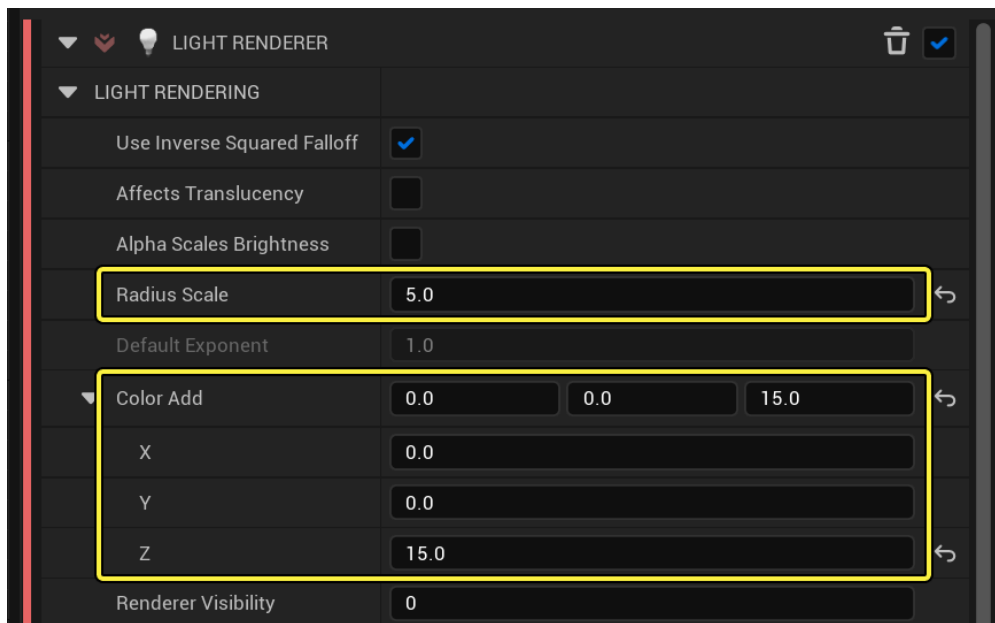 LIGHT RENDERER
LIGHT RENDERING
Use Inverse Squared Falloff
Affects Translucency
Alpha Scales Brightness
Radius Scale 5.0
Default Exponent 1.0
Color Add 0.0 0.0 15.0
X 0.0
Y 0.0
Z 15.0
Renderer Visibility 0